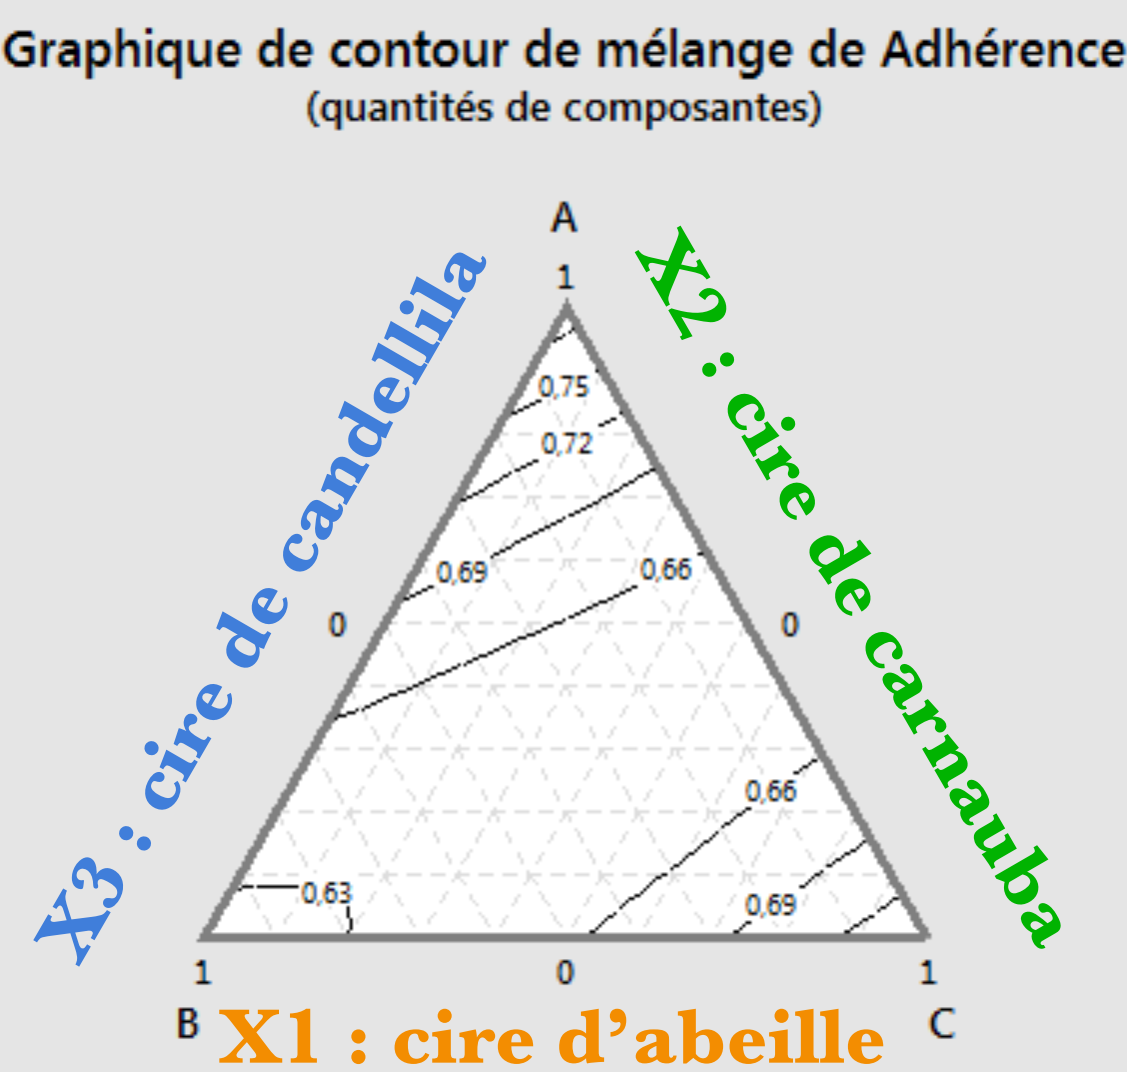 Graphique de contour de mélange de Adhérence
(quantités de composantes)
A
1
X3 : cire de candellila
X2 : cire de carnauba
0,75
0,72
0,69
0,66
0
0
0,66
0,63
0,69
1
0
1
B
X1 : cire d’abeille
C